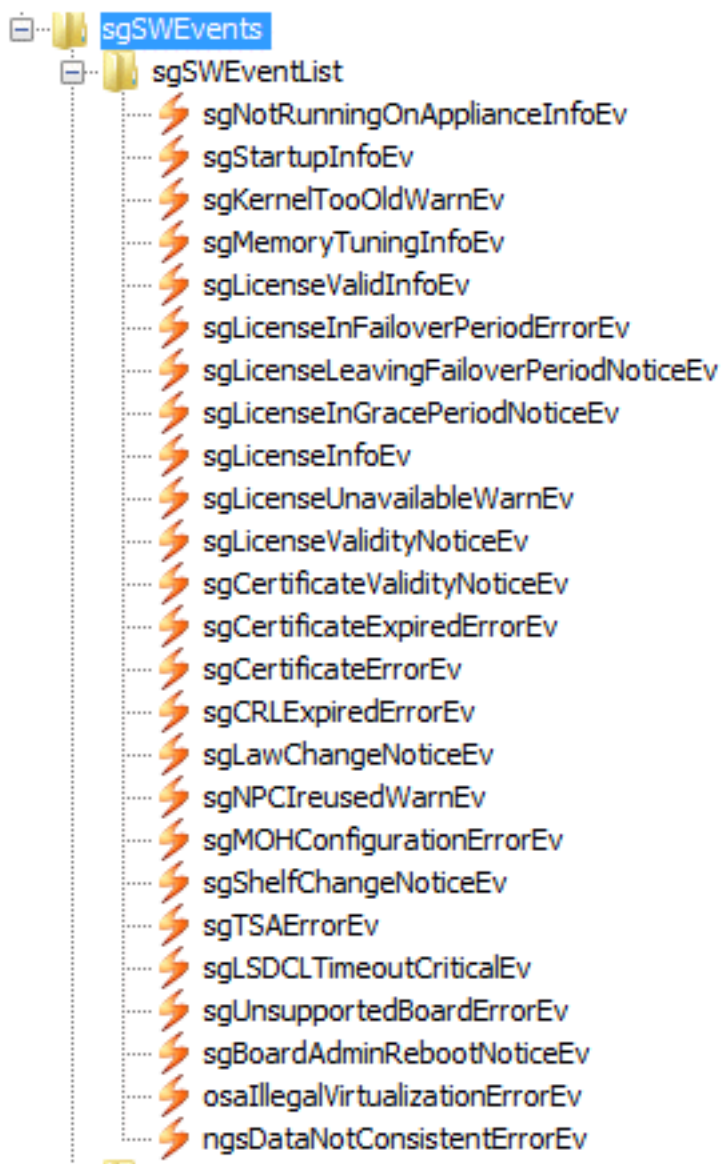 sgSWEvents
sgSWEventList
sgNotRunningOnApplianceInfoEv
sgStartupInfoEv
sgKernelTooOldWarnEv
sgMemoryTuningInfoEv
sgLicenseValidInfoEv
sgLicenseInFailoverPeriodErrorEv
sgLicenseLeavingFailoverPeriodNoticeEv
sgLicenseInGracePeriodNoticeEv
sgLicenseInfoEv
sgLicenseUnavailableWarnEv
sgLicenseValidityNoticeEv
sgCertificateValidityNoticeEv
sgCertificateExpiredErrorEv
sgCertificateErrorEv
sgCRLExpiredErrorEv
sgLawChangeNoticeEv
sgNPCIreusedWarnEv
sgMOHConfigurationErrorEv
sgShelfChangeNoticeEv
sgTSAErrorEv
sgLSDCLTimeoutCriticalEv
sgUnsupportedBoardErrorEv
sgBoardAdminRebootNoticeEv
osaIllegalVirtualizationErrorEv
ngsDataNotConsistentErrorEv